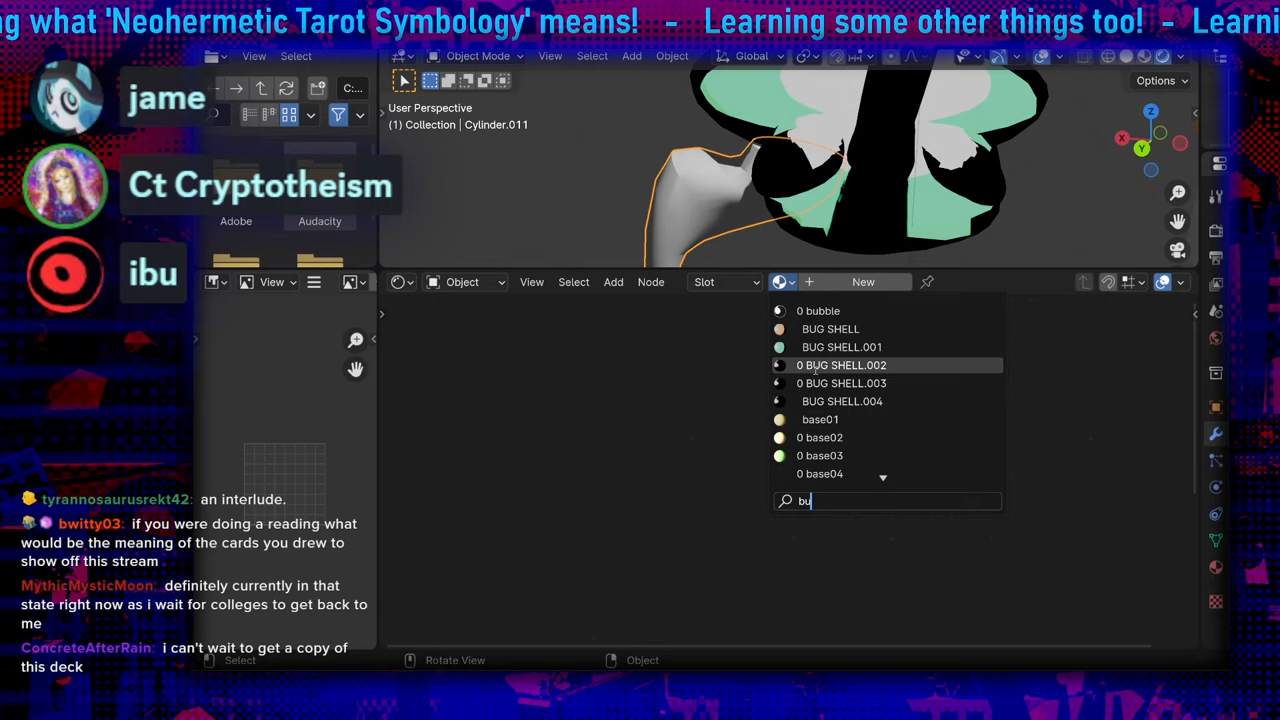 ng what 'Neohermetic Tarot Symbology' means! - Learning some other things too! - Learni
View Select
Object Mode View Select Add Object Global
Options
jame
C:...
User Perspective
(1) Collection | Cylinder.011
X Y Z
Ct Cryptotheism
Adobe Audacity
ibu
View
Object View Select Add Node Slot New
0 bubble
BUG SHELL
BUG SHELL.001
0 BUG SHELL.002
0 BUG SHELL.003
BUG SHELL.004
base01
0 base02
0 base03
0 base04
bu
tyrannosaurusrekt42: an interlude.
bwitty03: if you were doing a reading what
would be the meaning of the cards you drew to
show off this stream
MythicMysticMoon: definitely currently in that
state right now as i wait for colleges to get back to
me
ConcreteAfterRain: i can't wait to get a copy of
this deck
Select Rotate View Object